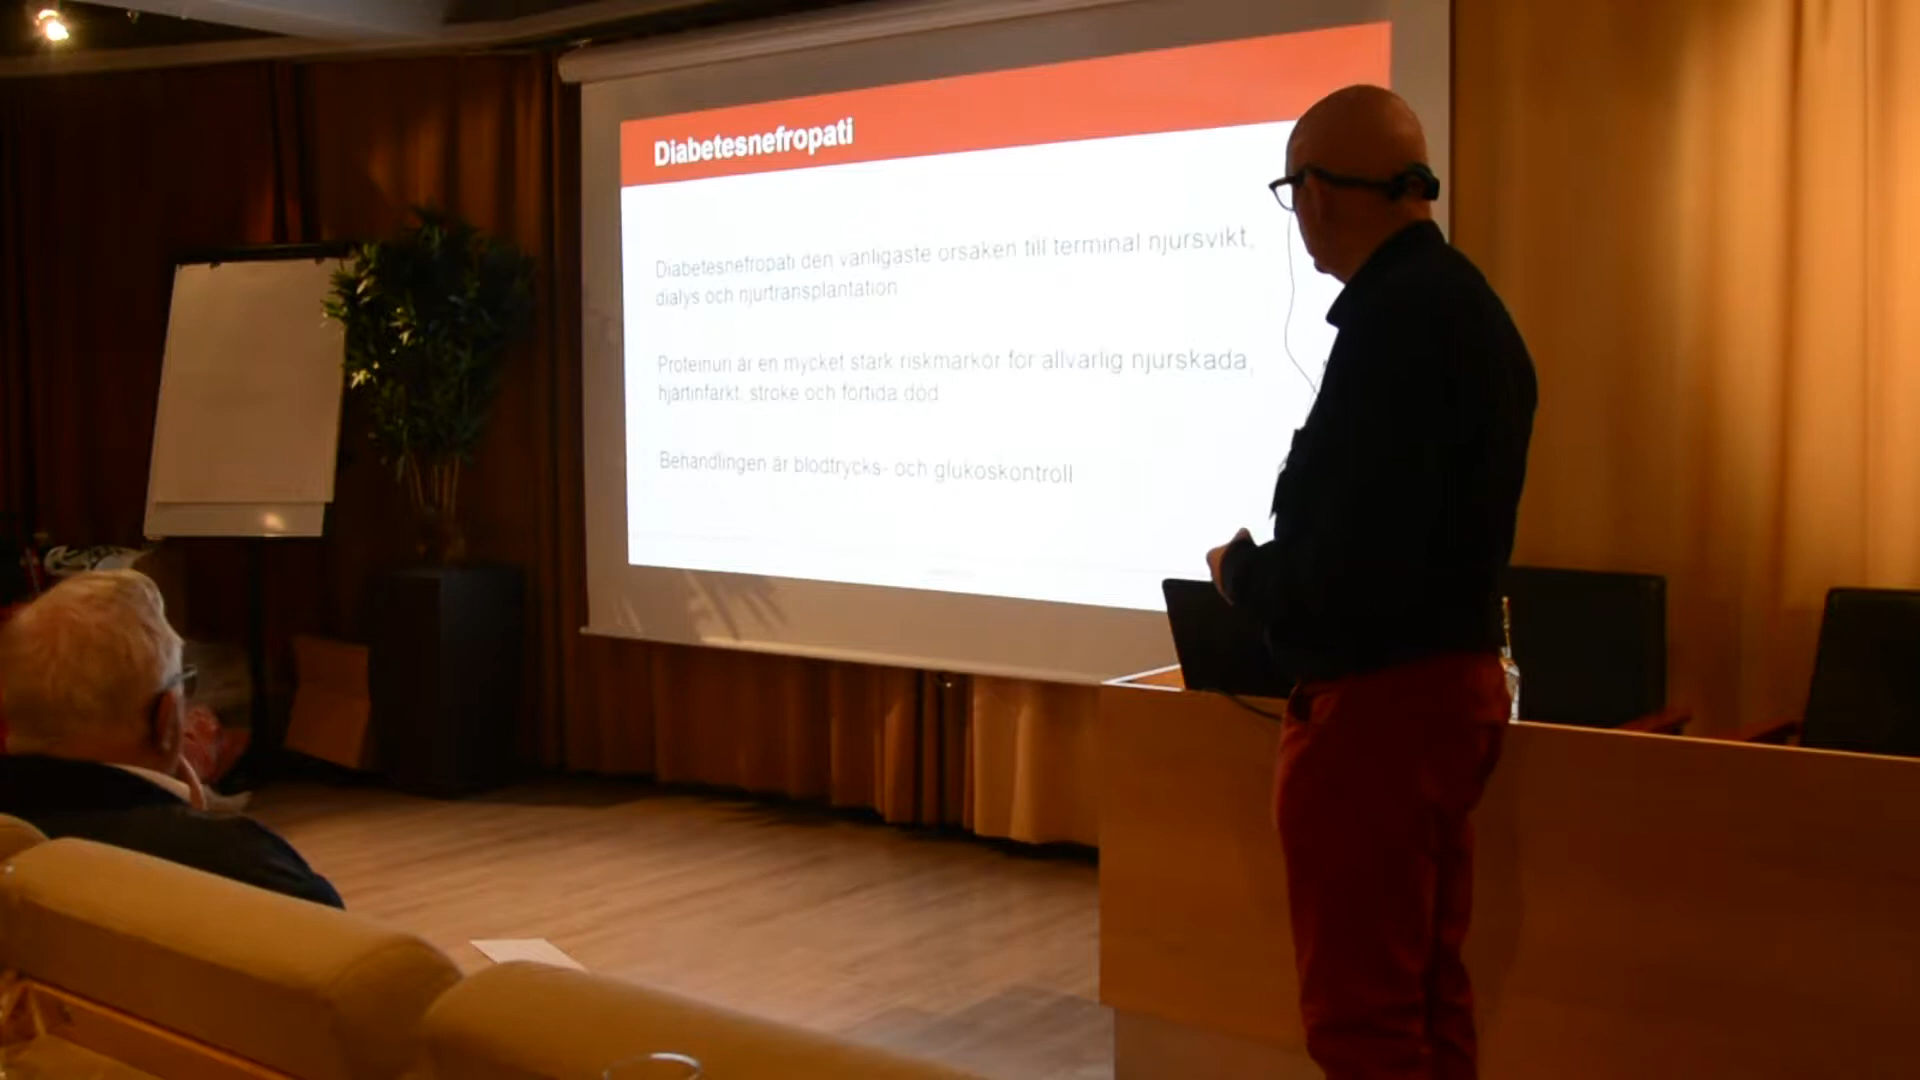 Diabetesnefropati
Diabetesnefropati den vanligaste orsaken till terminal njursvikt,
dialys och njurtransplantation
Proteinuri är en mycket stark riskmarkör för allvarlig njurskada,
hjärtinfarkt, stroke och förtida död
Behandlingen är blodtrycks- och glukoskontroll